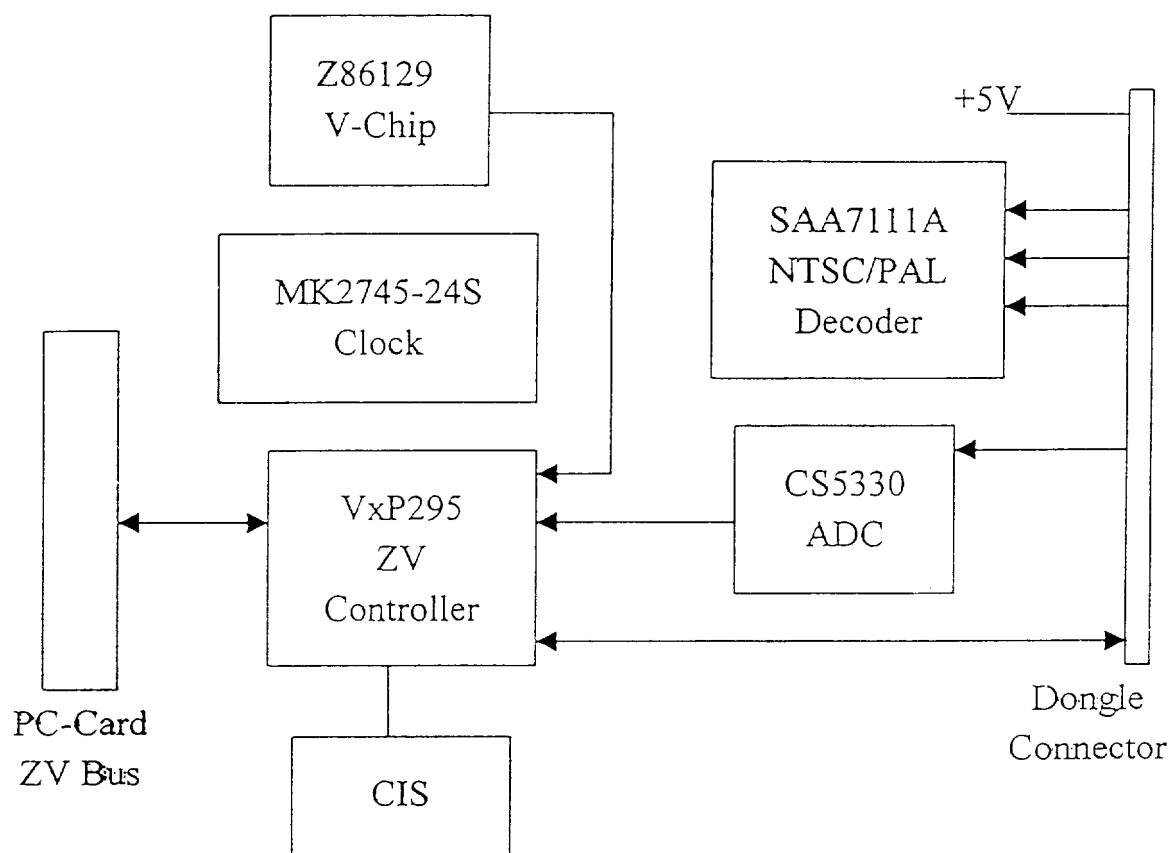 Z86129
V-Chip
+5V
SAA7111A
NTSC/PAL
Decoder
MK2745-24S
Clock
CS5330
ADC
VxP295
ZV
Controller
Dongle
Connector
PC-Card
ZV Bus
CIS